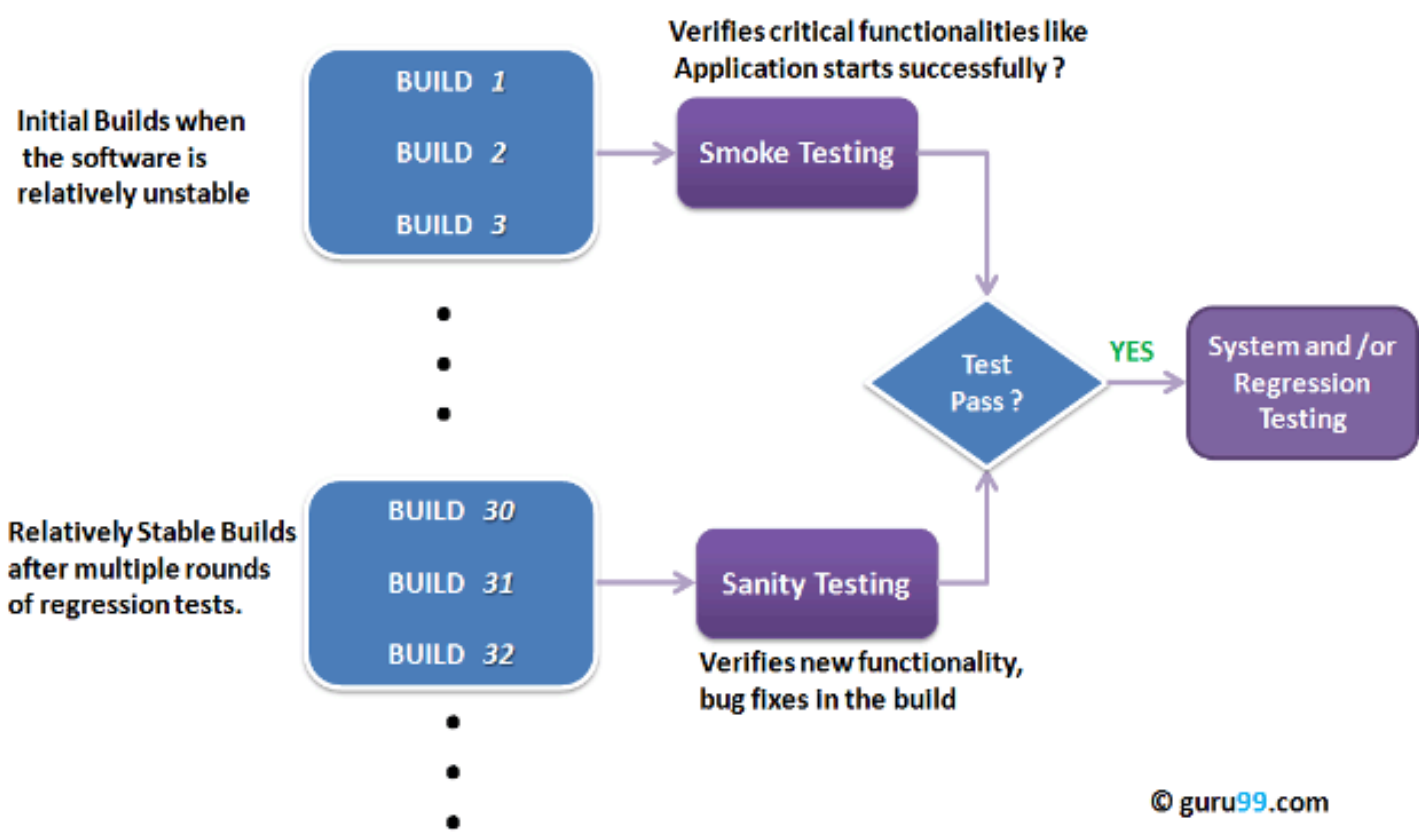 Verifies critical functionalities like
Application starts successfully ?
Initial Builds when
the software is
relatively unstable
BUILD 1
BUILD 2
BUILD 3
Smoke Testing
Test
Pass ?
YES
System and /or
Regression
Testing
Relatively Stable Builds
after multiple rounds
of regression tests.
BUILD 30
BUILD 31
BUILD 32
Sanity Testing
Verifies new functionality,
bug fixes in the build
© guru99.com